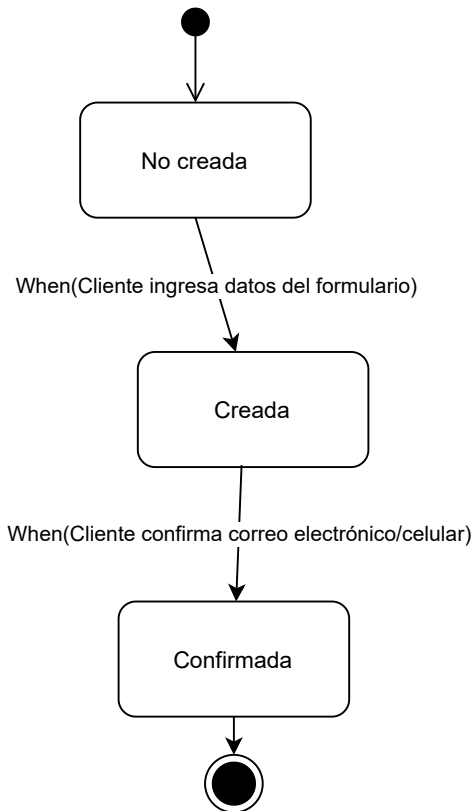 No creada
When(Cliente ingresa datos del formulario)
Creada
When(Cliente confirma correo electrónico/celular)
Confirmada